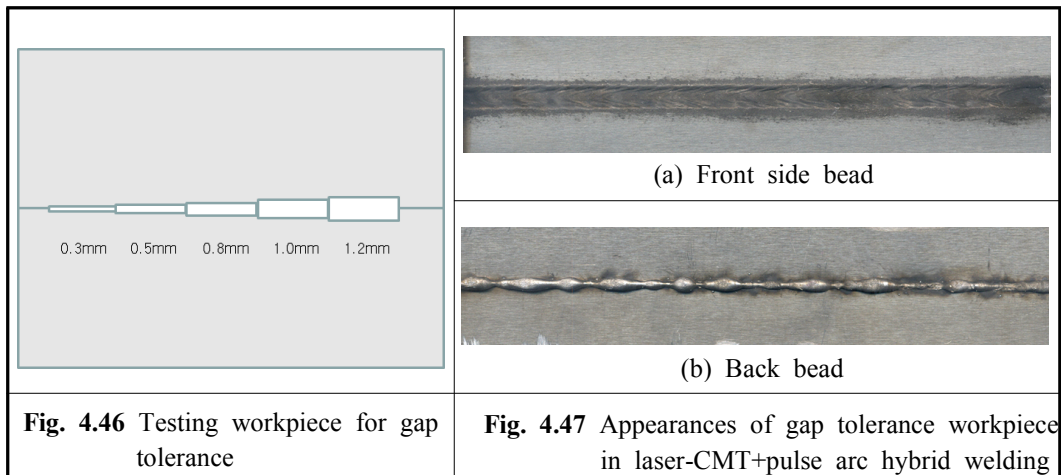 0.3mm 0.5mm 0.8mm 1.0mm 1.2mm
Fig. 4.46 Testing workpiece for gap
tolerance
(a) Front side bead
(b) Back bead
Fig. 4.47 Appearances of gap tolerance workpiece
in laser-CMT+pulse arc hybrid welding